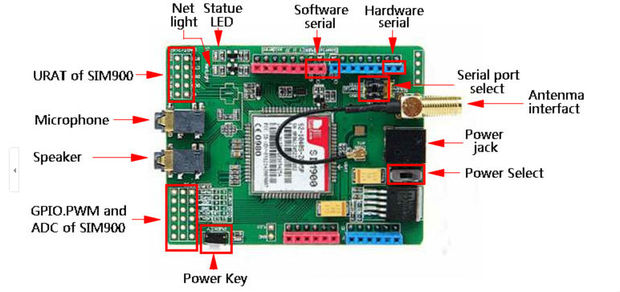 Net
light
Statue
LED
Software
serial
Hardware
serial
URAT of SIM900
Serial port
select
Antenma
interfact
Microphone
Speaker
Power
jack
Power Select
GPIO.PWM and
ADC of SIM900
Power Key
SIM900